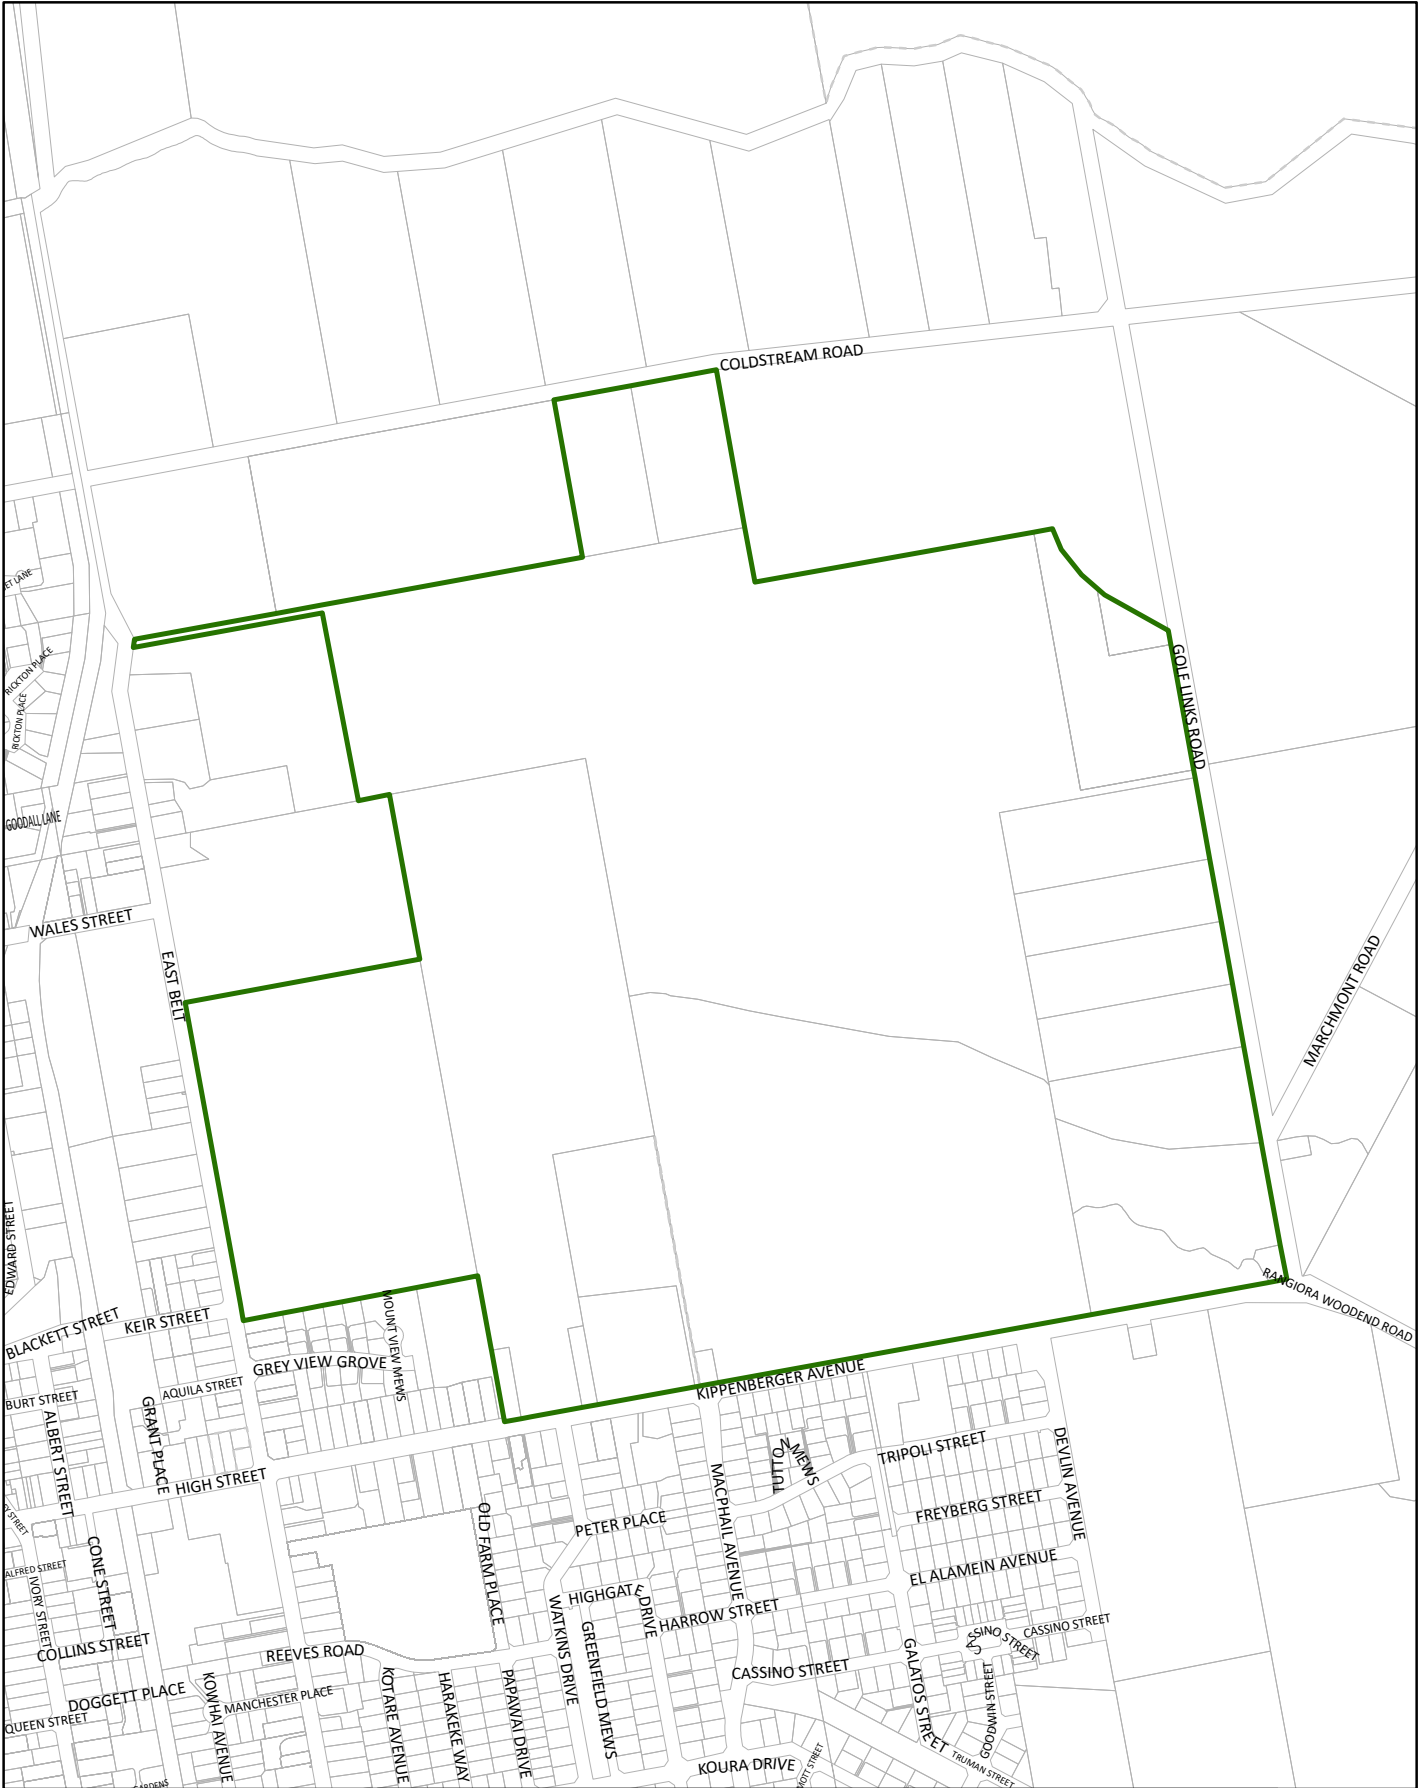 COLDSTREAM ROAD
RICKTON PLACE
RICKTON PLACE
GOLF LINKS ROAD
GOODALL LANE
WALES STREET
EAST BELT
MARCHMONT ROAD
EDWARD STREET
RANGIORA WOODEND ROAD
BLACKETT STREET
KEIR STREET
MOUNT VIEW MEWS
GREY VIEW GROVE
AQUILA STREET
BURT STREET
KIPPENBERGER AVENUE
ALBERT STREET
GRANT PLACE
HIGH STREET
TRIPOLI STREET
DEVLIN AVENUE
MACPHAIL AVENUE
FREYBERG STREET
OLD FARM PLACE
PETER PLACE
CONE STREET
ALFRED STREET
IVORY STREET
EL ALAMEIN AVENUE
HIGHGATE DRIVE
HARROW STREET
WATKINS DRIVE
GREENFIELD MEWS
CASSINO STREET
COLLINS STREET
REEVES ROAD
CASSINO STREET
GALATOS STREET
GOODWIN STREET
DOGGETT PLACE
KOWHAI AVENUE
MANCHESTER PLACE
KOTARE AVENUE
HARAKEKE WAY
PAPAWAI DRIVE
QUEEN STREET
KOURA DRIVE
TRUMAN STREET